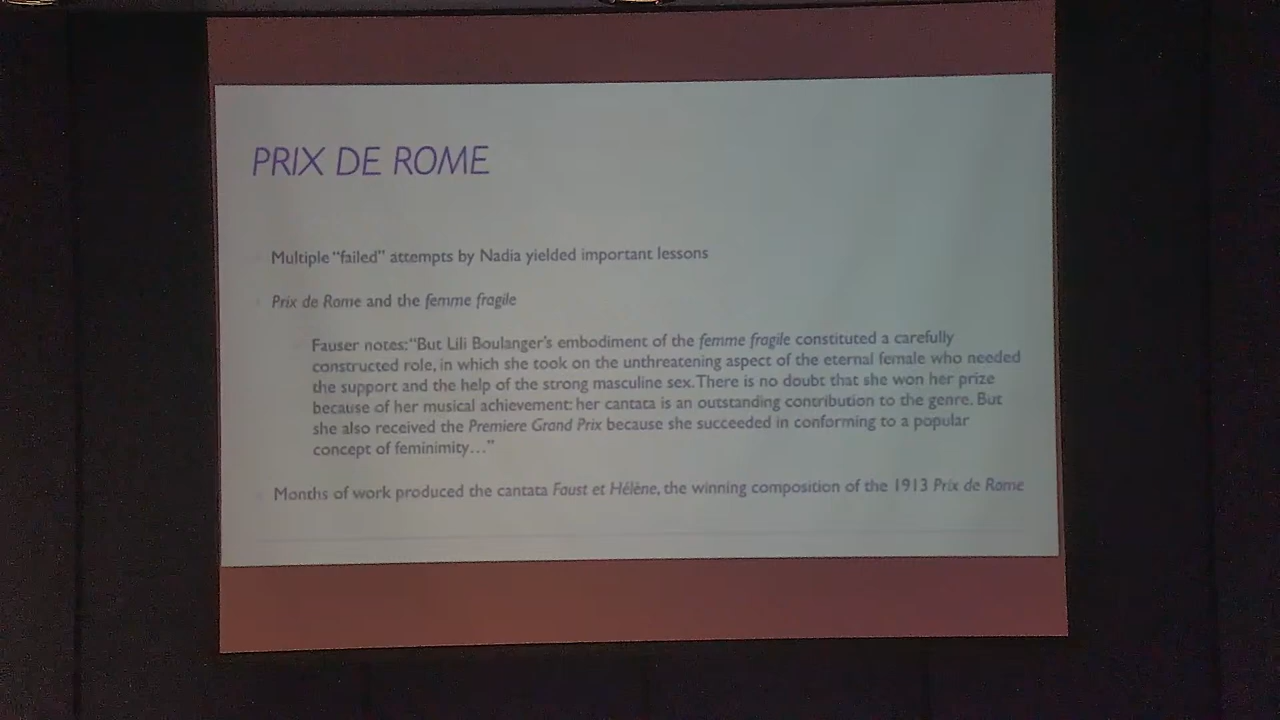 PRIX DE ROME
Multiple "failed" attempts by Nadia yielded important lessons
Prix de Rome and the femme fragile
Fauser notes: "But Lili Boulanger's embodiment of the femme fragile constituted a carefully
constructed role, in which she took on the unthreatening aspect of the eternal female who needed
the support and the help of the strong masculine sex. There is no doubt that she won her prize
because of her musical achievement: her cantata is an outstanding contribution to the genre. But
she also received the Premiere Grand Prix because she succeeded in conforming to a popular
concept of feminimity…"
Months of work produced the cantata Faust et Hélène, the winning composition of the 1913 Prix de Rome